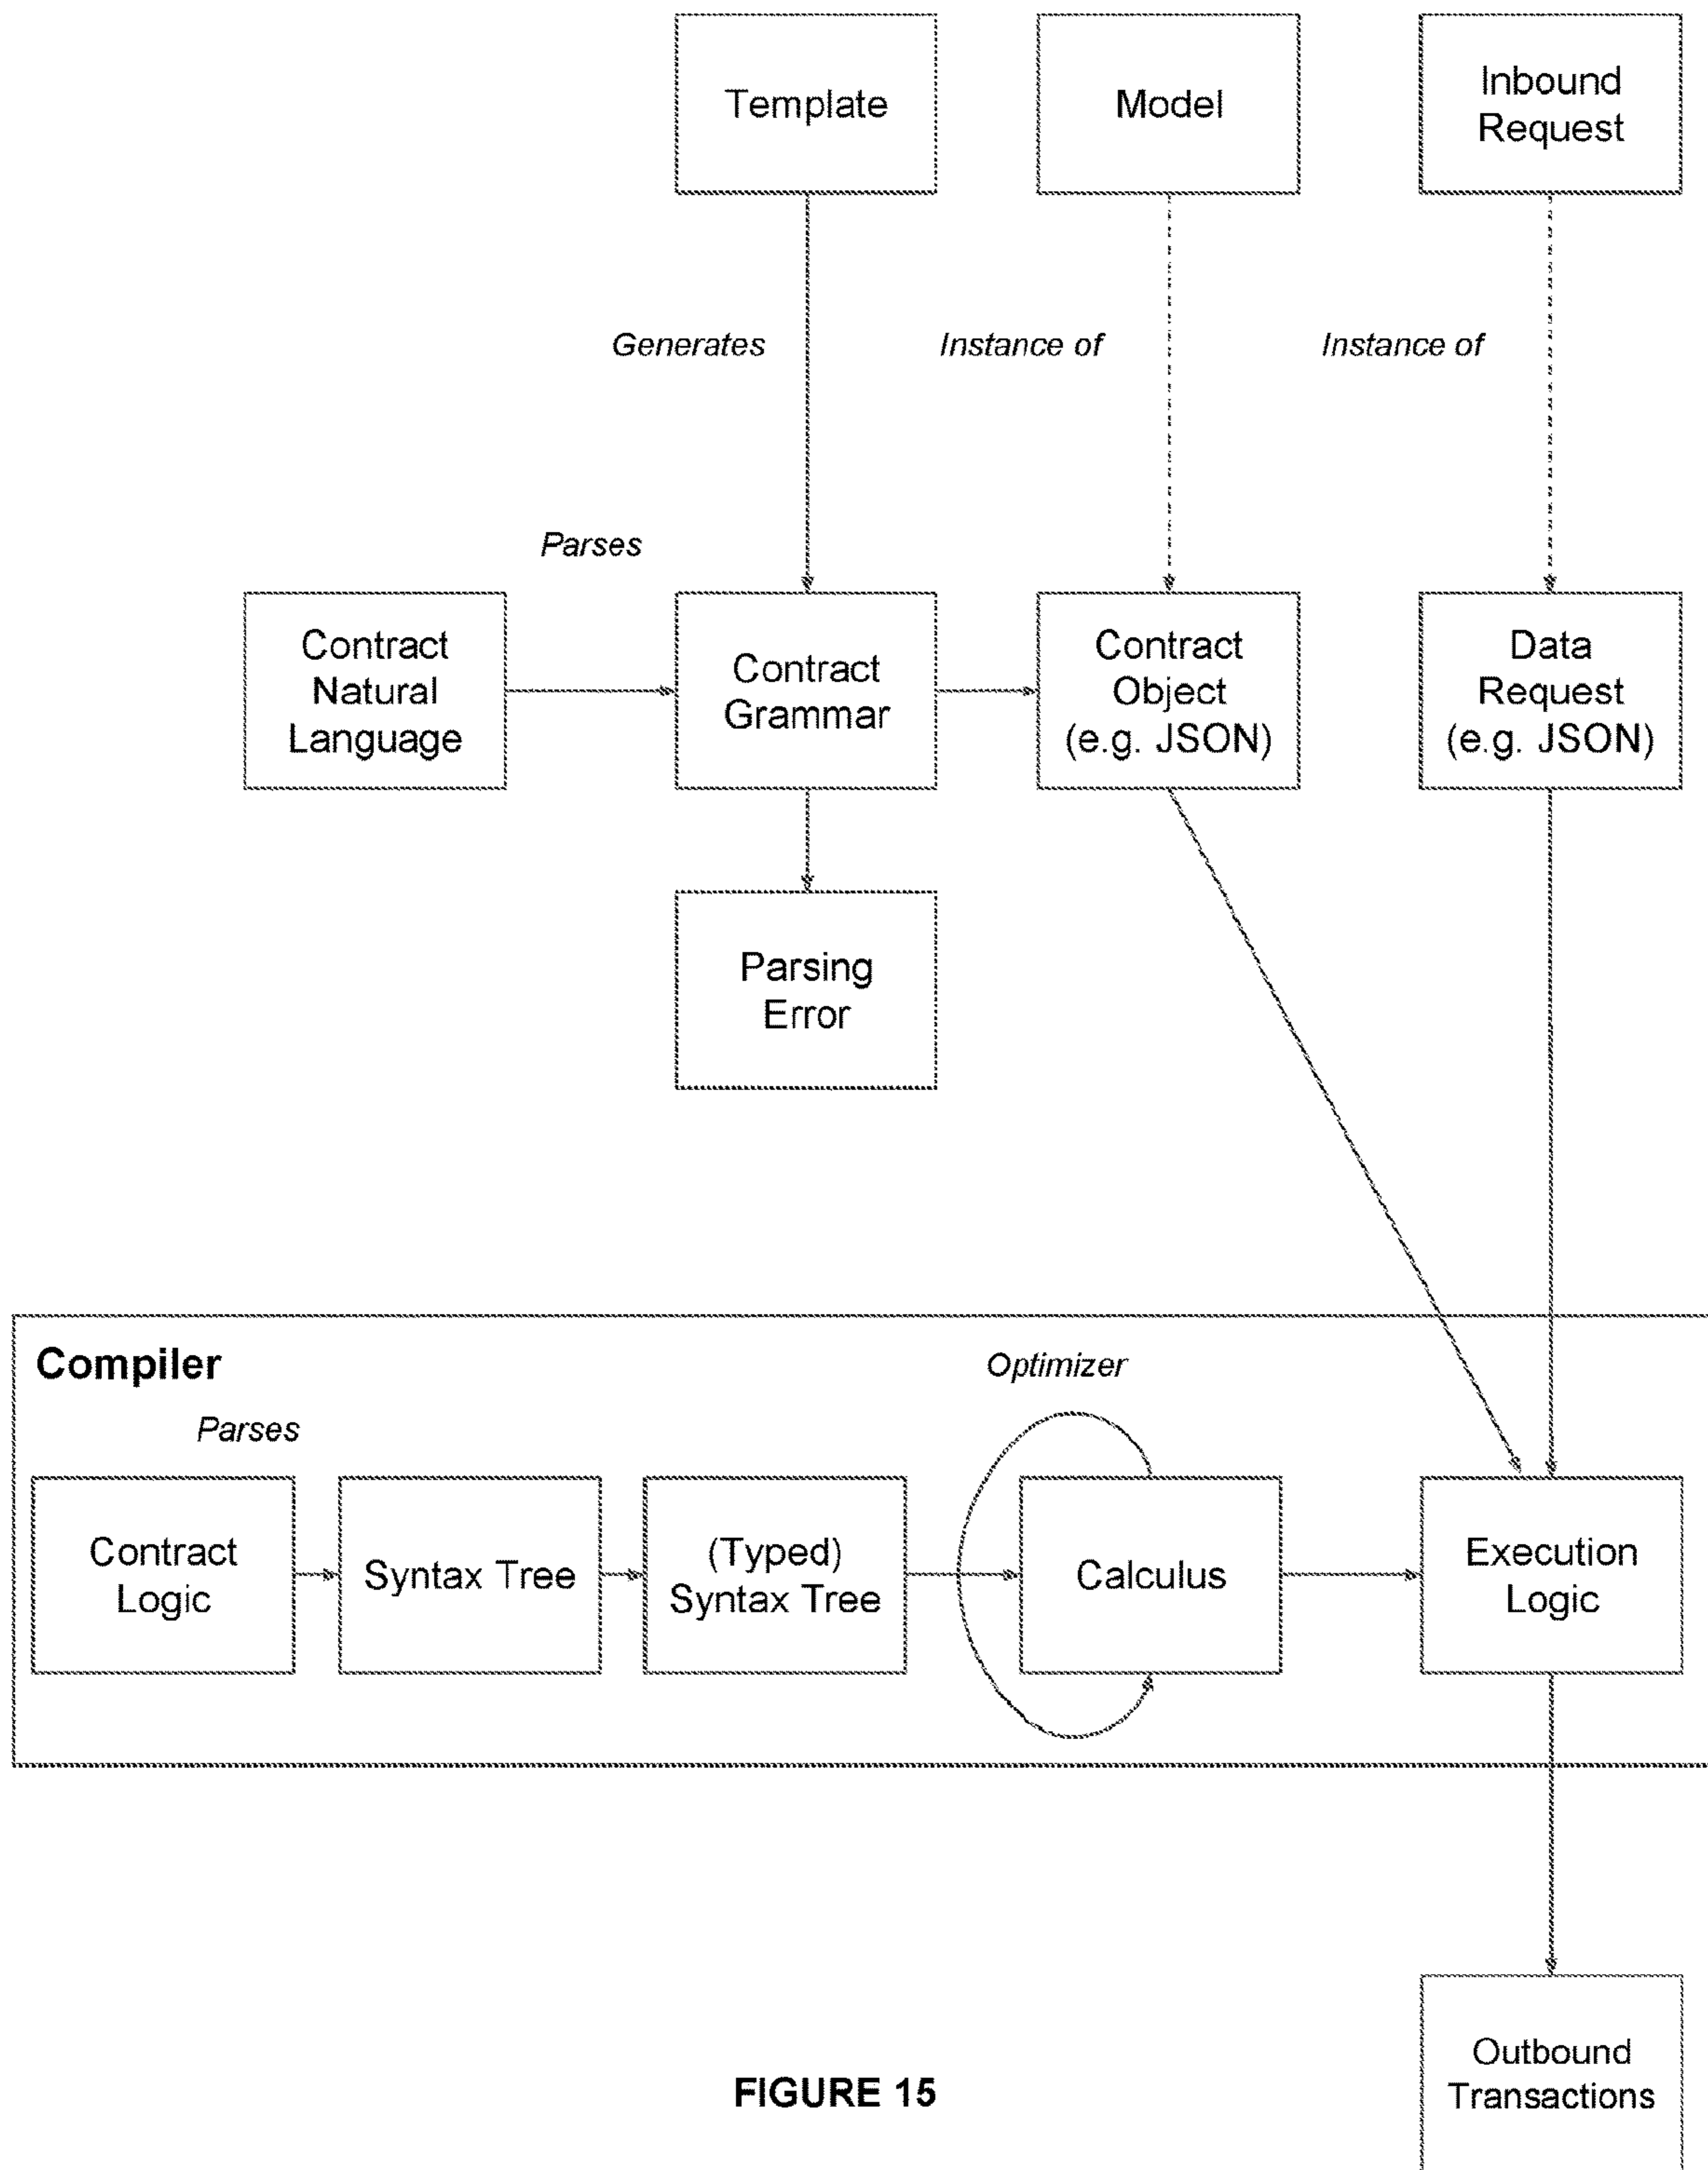 Template
Model
Inbound
Request
Generates
Instance of
Instance of
Parses
Contract
Natural
Language
Contract
Grammar
Contract
Object
(e.g. JSON)
Data
Request
(e.g. JSON)
Parsing
Error
Compiler
Optimizer
Parses
Contract
Logic
Syntax Tree
(Typed)
Syntax Tree
Calculus
Execution
Logic
Outbound
Transactions
FIGURE 15